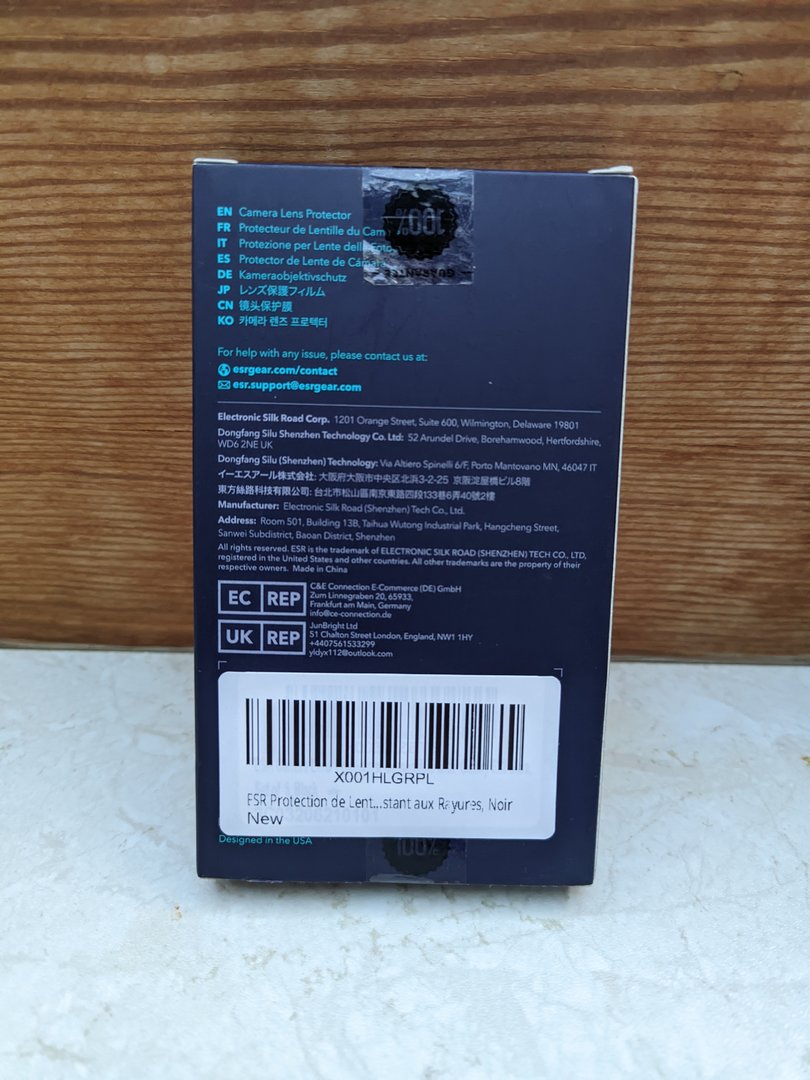 100%
GUARANTEE
EN Camera Lens Protector
FR Protecteur de Lentille du Cam
IT Protezione per Lente della Foto
ES Protector de Lente de Cámara
DE Kameraobjektivschutz
JP レンズ保護フィルム
CN 镜头保护膜
KO 카메라 렌즈 프로텍터
For help with any issue, please contact us at:
esrgear.com/contact
esr.support@esrgear.com
Electronic Silk Road Corp. 1201 Orange Street, Suite 600, Wilmington, Delaware 19801
Dongfang Silu Shenzhen Technology Co. Ltd: 52 Arundel Drive, Borehamwood, Hertfordshire,
WD6 2NE UK
Dongfang Silu (Shenzhen) Technology: Via Altiero Spinelli 6/F, Porto Mantovano MN, 46047 IT
イーエスアール株式会社: 大阪府大阪市中央区北浜3-2-25 京阪淀屋橋ビル8階
東方絲路科技有限公司: 台北市松山區南京東路四段133巷6弄40號2樓
Manufacturer: Electronic Silk Road (Shenzhen) Tech Co., Ltd.
Address: Room 501, Building 13B, Taihua Wutong Industrial Park, Hangcheng Street,
Sanwei Subdistrict, Baoan District, Shenzhen
All rights reserved. ESR is the trademark of ELECTRONIC SILK ROAD (SHENZHEN) TECH CO., LTD,
registered in the United States and other countries. All other trademarks are the property of their
respective owners. Made in China
EC REP
C&E Connection E-Commerce (DE) GmbH
Zum Linnegraben 20, 65933,
Frankfurt am Main, Germany
info@ce-connection.de
UK REP
JunBright Ltd
51 Chalton Street London, England, NW1 1HY
+4407561533299
yldyx112@outlook.com
X001HLGRPL
ESR Protection de Lent...stant aux Rayures, Noir
New
Designed in the USA
100%